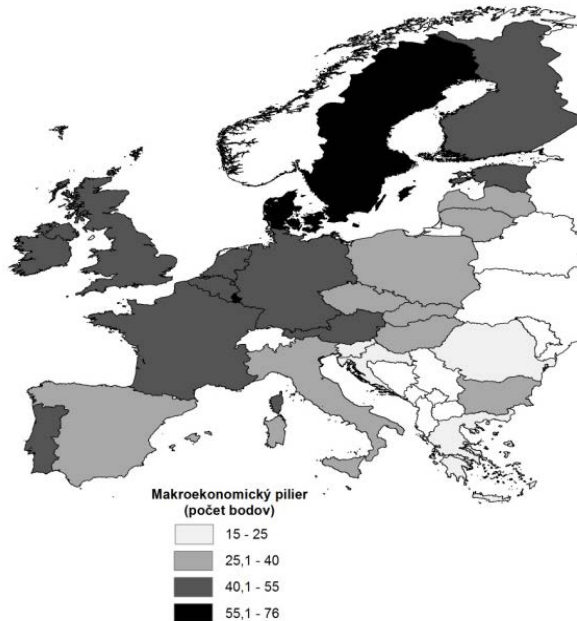 Makroekonomický pilier
(počet bodov)
15 - 25
25,1 - 40
40,1 - 55
55,1 - 76